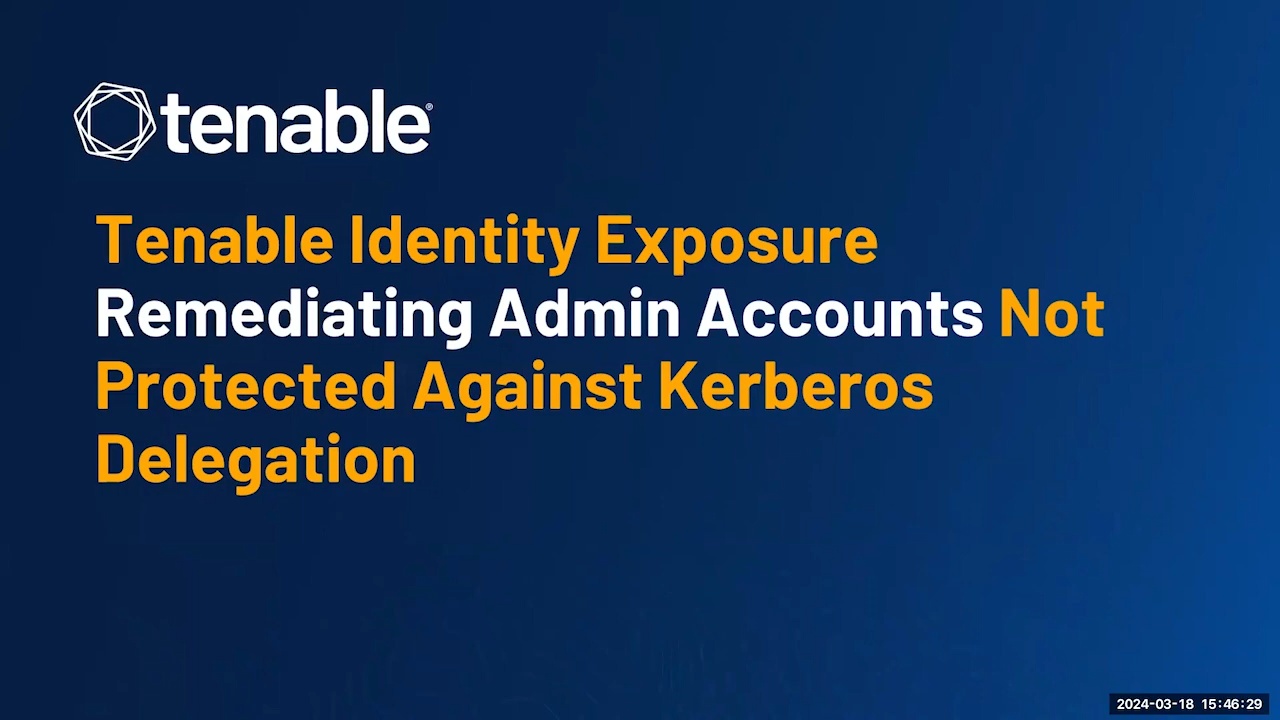 tenable®
Tenable Identity Exposure
Remediating Admin Accounts Not
Protected Against Kerberos
Delegation
2024-03-18 15:46:29